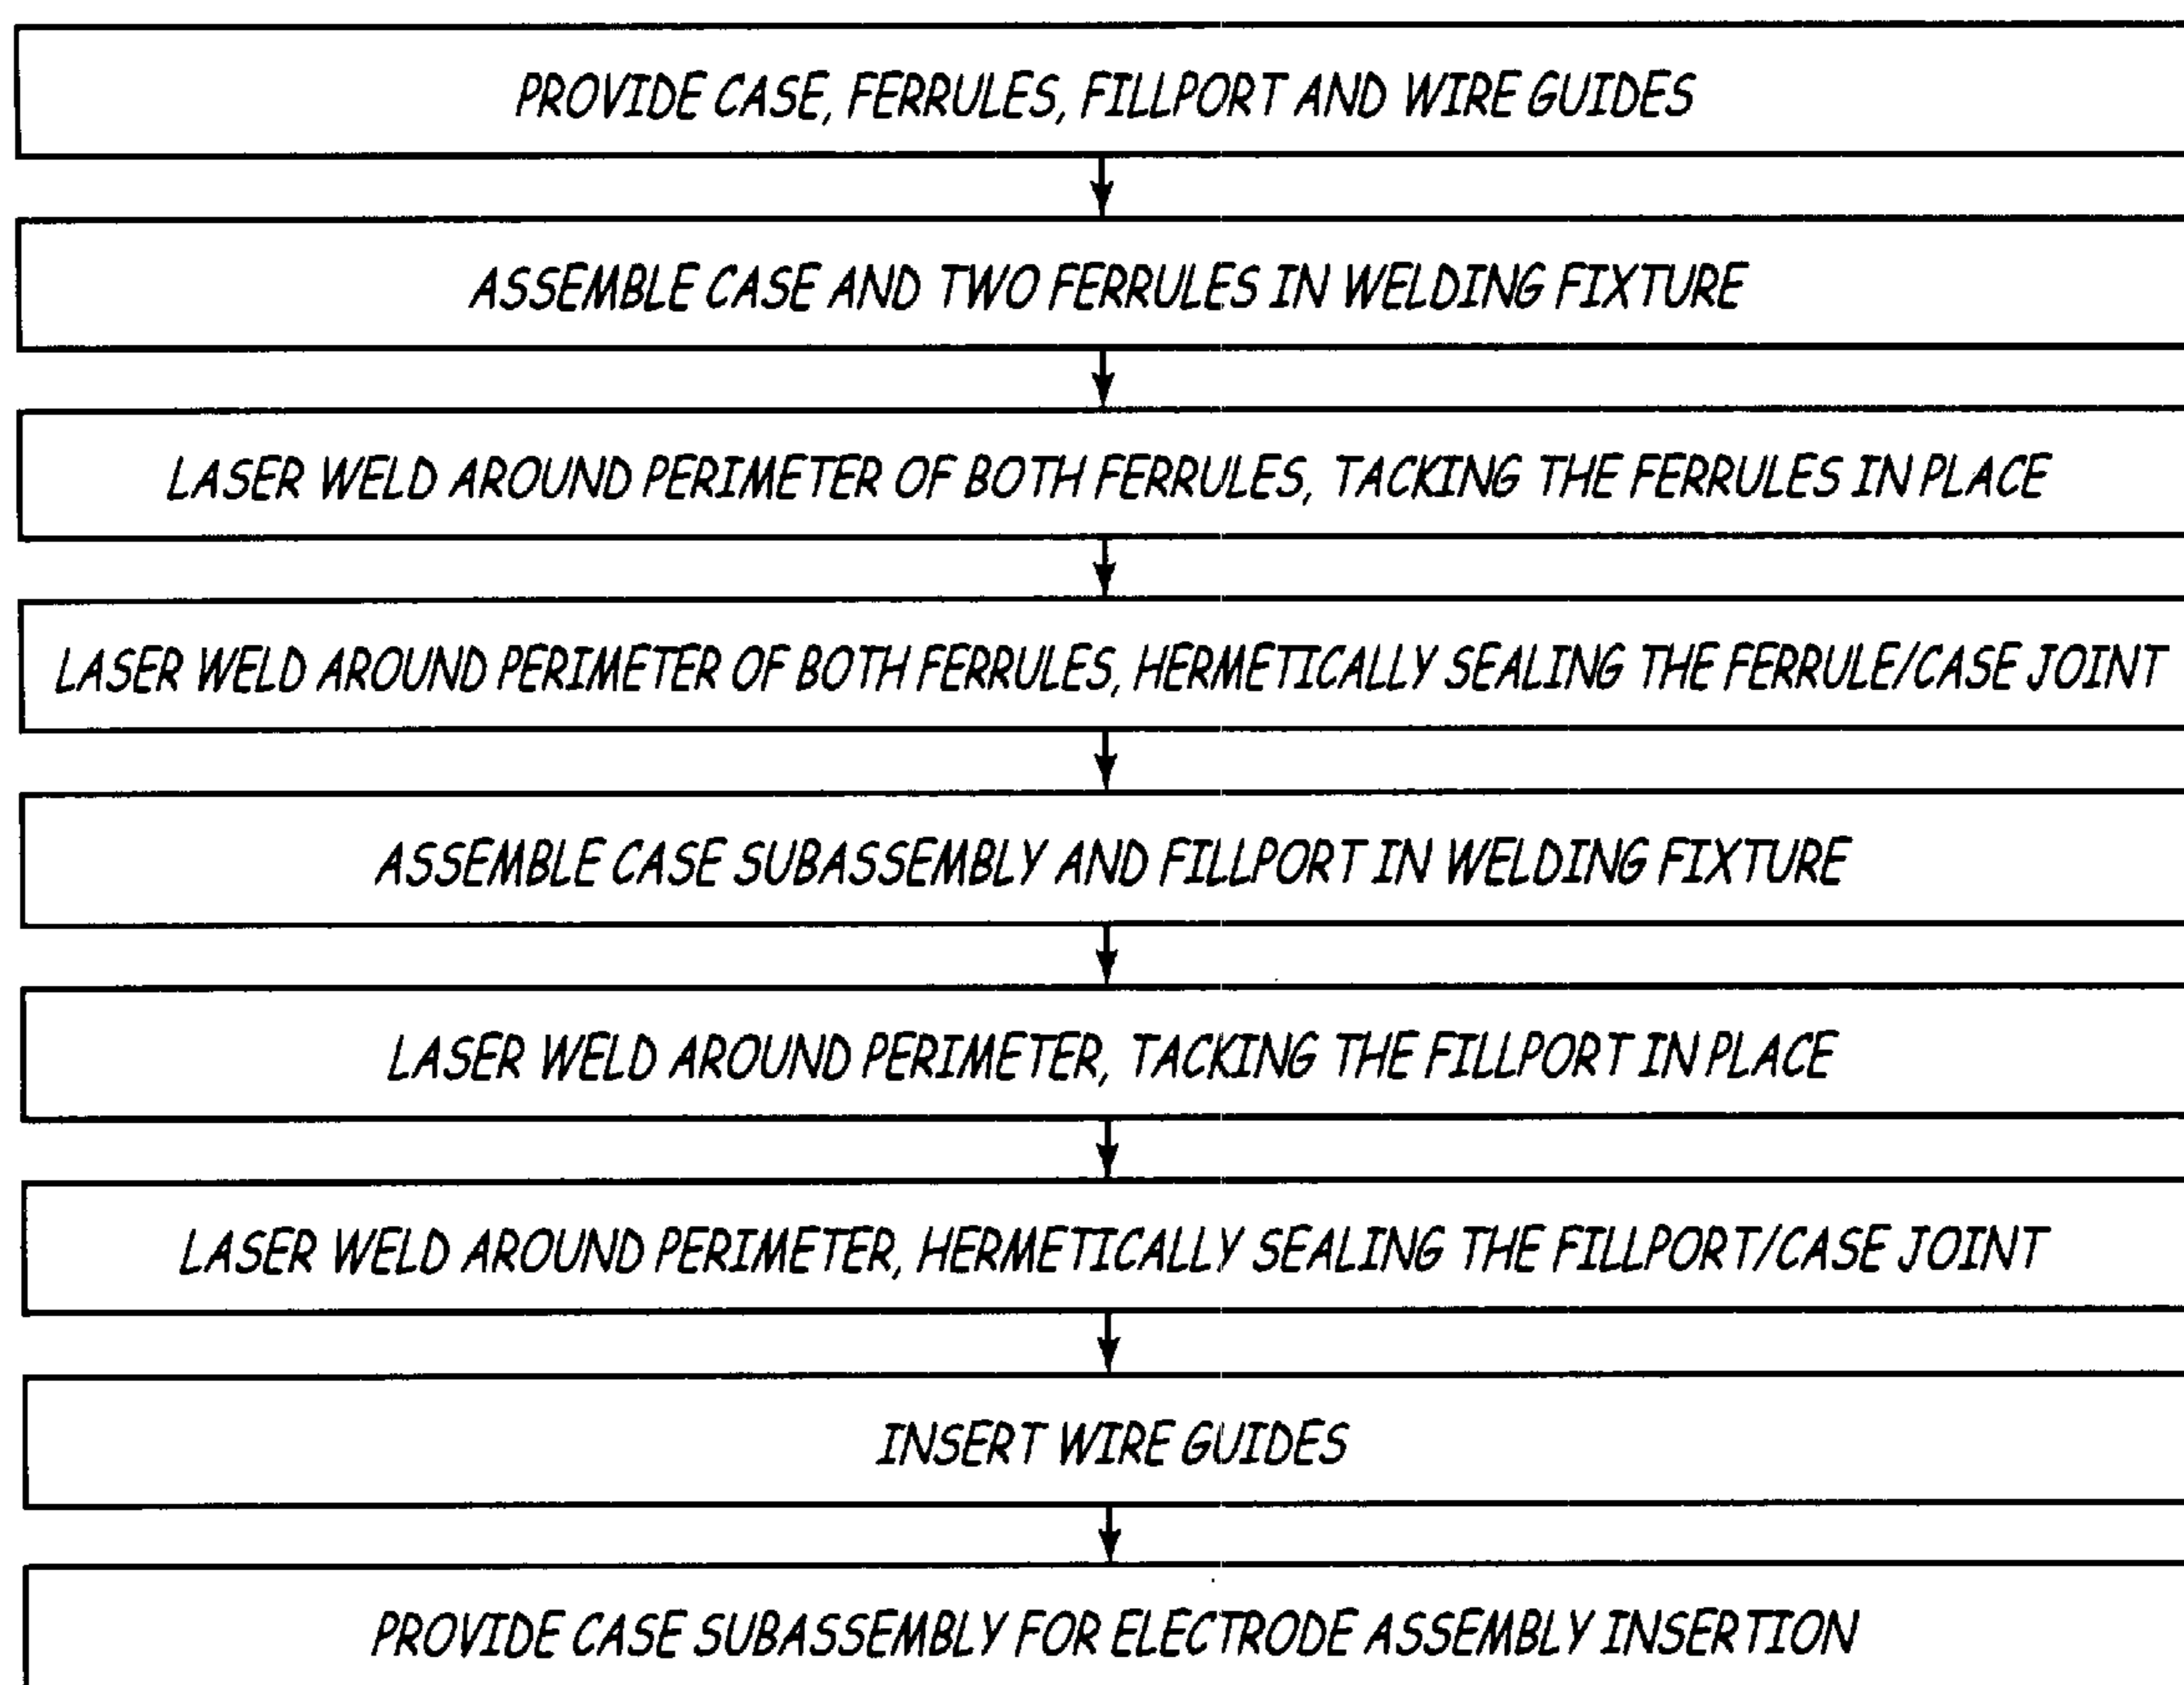 PROVIDE CASE, FERRULES, FILLPORT AND WIRE GUIDES
ASSEMBLE CASE AND TWO FERRULES IN WELDING FIXTURE
LASER WELD AROUND PERIMETER OF BOTH FERRULES, TACKING THE FERRULES IN PLACE
LASER WELD AROUND PERIMETER OF BOTH FERRULES, HERMETICALLY SEALING THE FERRULE/CASE JOINT
ASSEMBLE CASE SUBASSEMBLY AND FILLPORT IN WELDING FIXTURE
LASER WELD AROUND PERIMETER, TACKING THE FILLPORT IN PLACE
LASER WELD AROUND PERIMETER, HERMETICALLY SEALING THE FILLPORT/CASE JOINT
INSERT WIRE GUIDES
PROVIDE CASE SUBASSEMBLY FOR ELECTRODE ASSEMBLY INSERTION